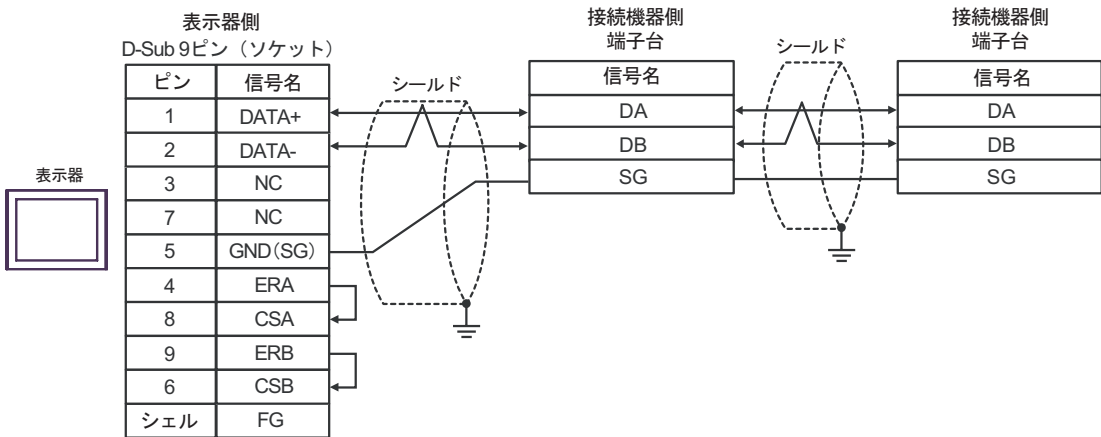 表示器側
D-Sub 9ピン（ソケット）
ピン 信号名
1 DATA+
2 DATA-
3 NC
7 NC
5 GND(SG)
4 ERA
8 CSA
9 ERB
6 CSB
シェル FG
表示器
シールド
接続機器側
端子台
信号名
DA
DB
SG
シールド
接続機器側
端子台
信号名
DA
DB
SG